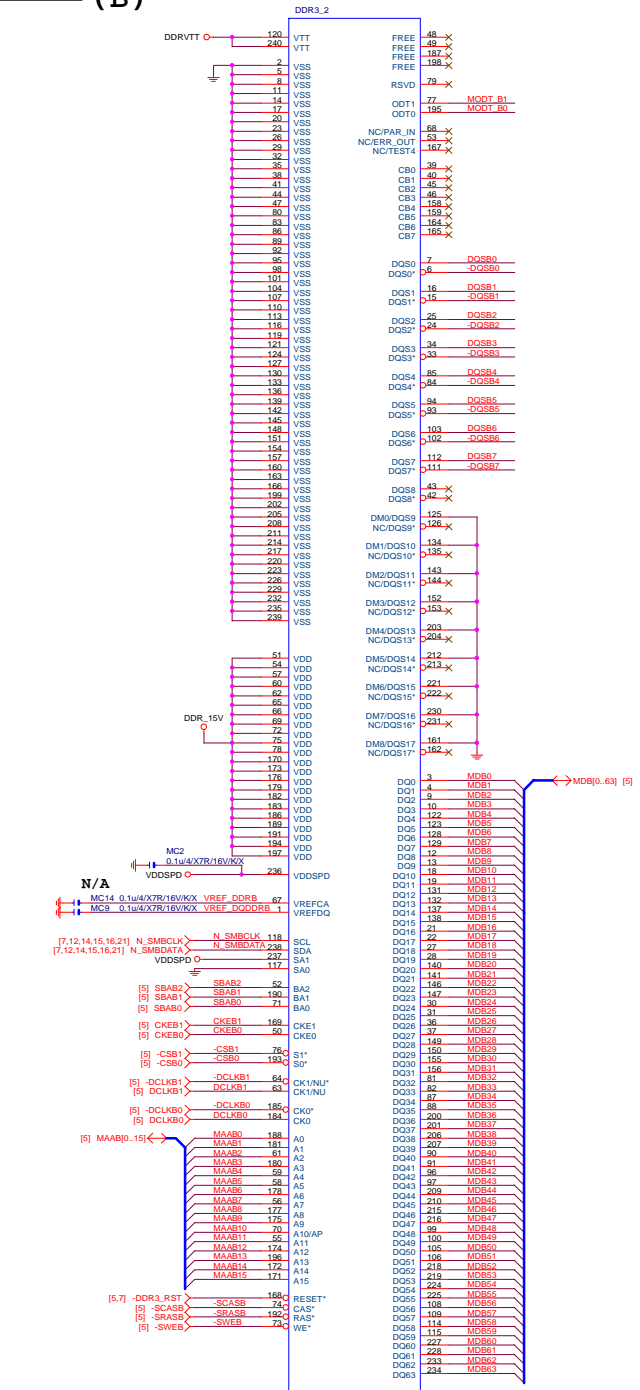 (B)
DDR3_2
DDRVTT 120 VTT
240 VTT
2 VSS
5 VSS
8 VSS
11 VSS
14 VSS
17 VSS
20 VSS
23 VSS
26 VSS
29 VSS
32 VSS
35 VSS
38 VSS
41 VSS
44 VSS
47 VSS
80 VSS
83 VSS
86 VSS
89 VSS
92 VSS
95 VSS
98 VSS
101 VSS
104 VSS
107 VSS
110 VSS
113 VSS
116 VSS
119 VSS
121 VSS
124 VSS
127 VSS
130 VSS
133 VSS
136 VSS
139 VSS
142 VSS
145 VSS
148 VSS
151 VSS
154 VSS
157 VSS
160 VSS
163 VSS
166 VSS
199 VSS
202 VSS
205 VSS
208 VSS
211 VSS
214 VSS
217 VSS
220 VSS
223 VSS
226 VSS
229 VSS
232 VSS
235 VSS
239 VSS
51 VDD
54 VDD
57 VDD
60 VDD
62 VDD
65 VDD
66 VDD
DDR_15V 69 VDD
72 VDD
75 VDD
78 VDD
170 VDD
173 VDD
176 VDD
179 VDD
182 VDD
183 VDD
186 VDD
189 VDD
191 VDD
194 VDD
197 VDD
MC2
0.1u/4/X7R/16V/K/X
VDDSPD 236 VDDSPD
N/A
MC14 0.1u/4/X7R/16V/K/X VREF_DDRB 67 VREFCA
MC9 0.1u/4/X7R/16V/K/X VREF_DQDDRB 1 VREFDQ
[7,12,14,15,16,21] N_SMBCLK N_SMBCLK 118 SCL
[7,12,14,15,16,21] N_SMBDATA N_SMBDATA 238 SDA
VDDSPD 237 SA1
117 SA0
[5] SBAB2 SBAB2 52 BA2
[5] SBAB1 SBAB1 190 BA1
[5] SBAB0 SBAB0 71 BA0
[5] CKEB1 CKEB1 169 CKE1
[5] CKEB0 CKEB0 50 CKE0
[5] -CSB1 -CSB1 76 S1*
[5] -CSB0 -CSB0 193 S0*
[5] -DCLKB1 -DCLKB1 64 CK1/NU*
[5] DCLKB1 DCLKB1 63 CK1/NU
[5] -DCLKB0 -DCLKB0 185 CK0*
[5] DCLKB0 DCLKB0 184 CK0
[5] MAAB[0..15] MAAB0 188 A0
MAAB1 181 A1
MAAB2 61 A2
MAAB3 180 A3
MAAB4 59 A4
MAAB5 58 A5
MAAB6 178 A6
MAAB7 56 A7
MAAB8 177 A8
MAAB9 175 A9
MAAB10 70 A10/AP
MAAB11 55 A11
MAAB12 174 A12
MAAB13 196 A13
MAAB14 172 A14
MAAB15 171 A15
[5,7] -DDR3_RST 168 RESET*
[5] -SCASB -SCASB 74 CAS*
[5] -SRASB -SRASB 192 RAS*
[5] -SWEB -SWEB 73 WE*
FREE 48
FREE 49
FREE 187
FREE 198
RSVD 79
ODT1 77 MODT_B1
ODT0 195 MODT_B0
NC/PAR_IN 68
NC/ERR_OUT 53
NC/TEST4 167
CB0 39
CB1 40
CB2 45
CB3 46
CB4 158
CB5 159
CB6 164
CB7 165
DQS0 7 DQSB0
DQS0* 6 -DQSB0
DQS1 16 DQSB1
DQS1* 15 -DQSB1
DQS2 25 DQSB2
DQS2* 24 -DQSB2
DQS3 34 DQSB3
DQS3* 33 -DQSB3
DQS4 85 DQSB4
DQS4* 84 -DQSB4
DQS5 94 DQSB5
DQS5* 93 -DQSB5
DQS6 103 DQSB6
DQS6* 102 -DQSB6
DQS7 112 DQSB7
DQS7* 111 -DQSB7
DQS8 43
DQS8* 42
DM0/DQS9 125
NC/DQS9* 126
DM1/DQS10 134
NC/DQS10* 135
DM2/DQS11 143
NC/DQS11* 144
DM3/DQS12 152
NC/DQS12* 153
DM4/DQS13 203
NC/DQS13* 204
DM5/DQS14 212
NC/DQS14* 213
DM6/DQS15 221
NC/DQS15* 222
DM7/DQS16 230
NC/DQS16* 231
DM8/DQS17 161
NC/DQS17* 162
DQ0 3 MDB0 MDB[0..63] [5]
DQ1 4 MDB1
DQ2 9 MDB2
DQ3 10 MDB3
DQ4 122 MDB4
DQ5 123 MDB5
DQ6 128 MDB6
DQ7 129 MDB7
DQ8 12 MDB8
DQ9 13 MDB9
DQ10 18 MDB10
DQ11 19 MDB11
DQ12 131 MDB12
DQ13 132 MDB13
DQ14 137 MDB14
DQ15 138 MDB15
DQ16 21 MDB16
DQ17 22 MDB17
DQ18 27 MDB18
DQ19 28 MDB19
DQ20 140 MDB20
DQ21 141 MDB21
DQ22 146 MDB22
DQ23 147 MDB23
DQ24 30 MDB24
DQ25 31 MDB25
DQ26 36 MDB26
DQ27 37 MDB27
DQ28 149 MDB28
DQ29 150 MDB29
DQ30 155 MDB30
DQ31 156 MDB31
DQ32 81 MDB32
DQ33 82 MDB33
DQ34 87 MDB34
DQ35 88 MDB35
DQ36 200 MDB36
DQ37 201 MDB37
DQ38 206 MDB38
DQ39 207 MDB39
DQ40 90 MDB40
DQ41 91 MDB41
DQ42 96 MDB42
DQ43 97 MDB43
DQ44 209 MDB44
DQ45 210 MDB45
DQ46 215 MDB46
DQ47 216 MDB47
DQ48 99 MDB48
DQ49 100 MDB49
DQ50 105 MDB50
DQ51 106 MDB51
DQ52 218 MDB52
DQ53 219 MDB53
DQ54 224 MDB54
DQ55 225 MDB55
DQ56 108 MDB56
DQ57 109 MDB57
DQ58 114 MDB58
DQ59 115 MDB59
DQ60 227 MDB60
DQ61 228 MDB61
DQ62 233 MDB62
DQ63 234 MDB63